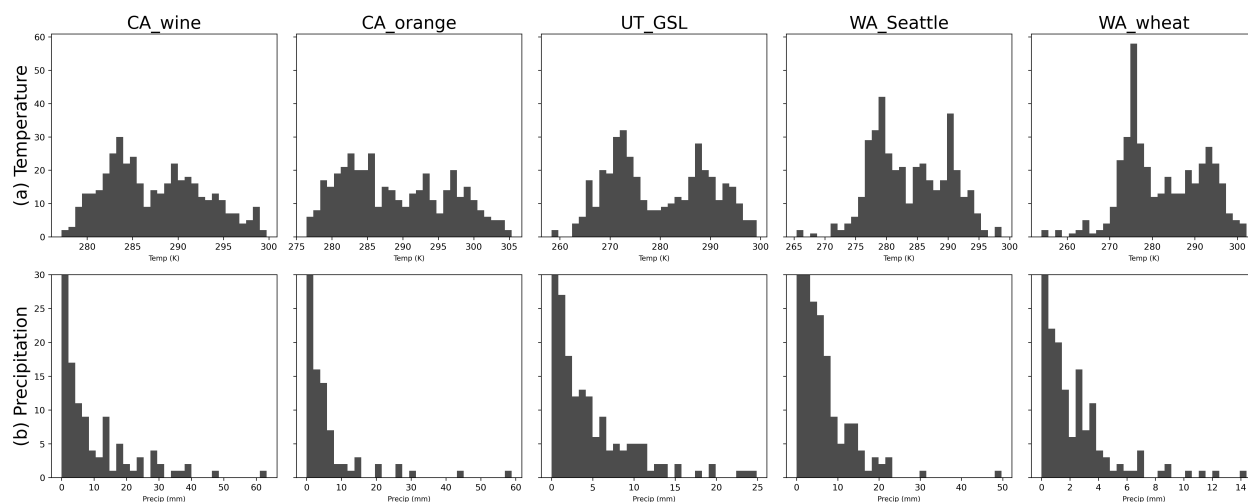 CA_wine CA_orange UT_GSL WA_Seattle WA_wheat
(a) Temperature
60
50
40
30
20
10
0
280 285 290 295 300
275 280 285 290 295 300 305
260 270 280 290 300
265 270 275 280 285 290 295 300
260 270 280 290 300
Temp (K) Temp (K) Temp (K) Temp (K) Temp (K)
(b) Precipitation
30
25
20
15
10
5
0
0 10 20 30 40 50 60
0 10 20 30 40 50 60
0 5 10 15 20 25
0 10 20 30 40 50
0 2 4 6 8 10 12 14
Precip (mm) Precip (mm) Precip (mm) Precip (mm) Precip (mm)